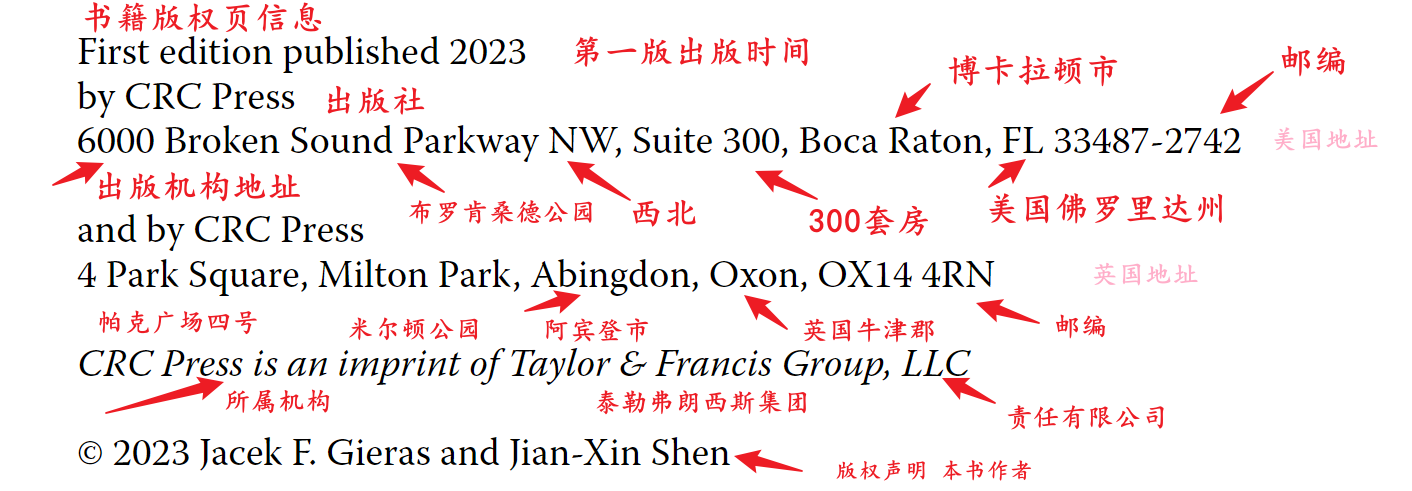 书籍版权页信息
First edition published 2023 第一版出版时间
by CRC Press 出版社 博卡拉顿市 邮编
6000 Broken Sound Parkway NW, Suite 300, Boca Raton, FL 33487-2742 美国地址
出版机构地址 布罗肯桑德公园 西北 300套房 美国佛罗里达州
and by CRC Press
4 Park Square, Milton Park, Abingdon, Oxon, OX14 4RN 英国地址
帕克广场四号 米尔顿公园 阿宾登市 英国牛津郡 邮编
CRC Press is an imprint of Taylor & Francis Group, LLC
所属机构 泰勒弗朗西斯集团 责任有限公司
© 2023 Jacek F. Gieras and Jian-Xin Shen
版权声明 本书作者